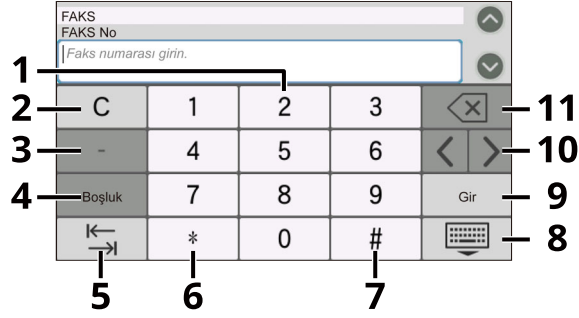 FAKS
FAKS No
Faks numarası girin.
1
2 C 1 2 3 11
3 - 4 5 6 10
4 Boşluk 7 8 9 Gir 9
* 0 # 8
5 6 7